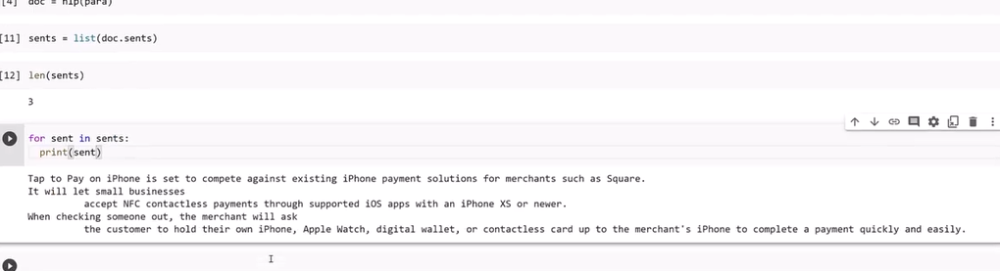 [4] doc = nlp(para)
[11] sents = list(doc.sents)
[12] len(sents)
3
for sent in sents:
print(sent)
Tap to Pay on iPhone is set to compete against existing iPhone payment solutions for merchants such as Square.
It will let small businesses
accept NFC contactless payments through supported iOS apps with an iPhone XS or newer.
When checking someone out, the merchant will ask
the customer to hold their own iPhone, Apple Watch, digital wallet, or contactless card up to the merchant's iPhone to complete a payment quickly and easily.